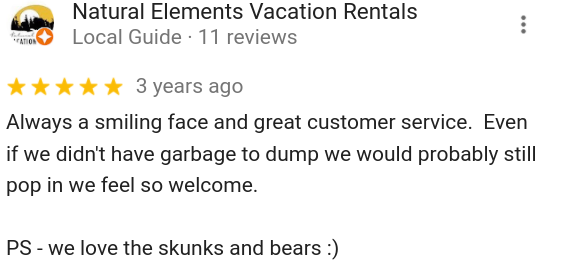 Natural Elements Vacation Rentals
Local Guide · 11 reviews
3 years ago
Always a smiling face and great customer service.  Even
if we didn't have garbage to dump we would probably still
pop in we feel so welcome.
PS - we love the skunks and bears :)